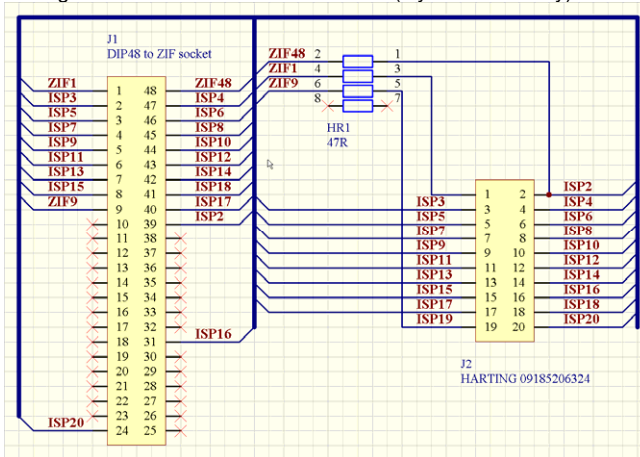 J1
DIP48 to ZIF socket
ZIF1 1 48 ZIF48
ISP3 2 47 ISP4
ISP5 3 46 ISP6
ISP7 4 45 ISP8
ISP9 5 44 ISP10
ISP11 6 43 ISP12
ISP13 7 42 ISP14
ISP15 8 41 ISP18
ZIF9 9 40 ISP17
10 39 ISP2
11 38
12 37
13 36
14 35
15 34
16 33
17 32
18 31 ISP16
19 30
20 29
21 28
22 27
23 26
ISP20 24 25
ZIF48 2 1
ZIF1 4 3
ZIF9 6 5
8 7
HR1
47R
1 2 ISP2
ISP3 3 4 ISP4
ISP5 5 6 ISP6
ISP7 7 8 ISP8
ISP9 9 10 ISP10
ISP11 11 12 ISP12
ISP13 13 14 ISP14
ISP15 15 16 ISP16
ISP17 17 18 ISP18
ISP19 19 20 ISP20
J2
HARTING 09185206324